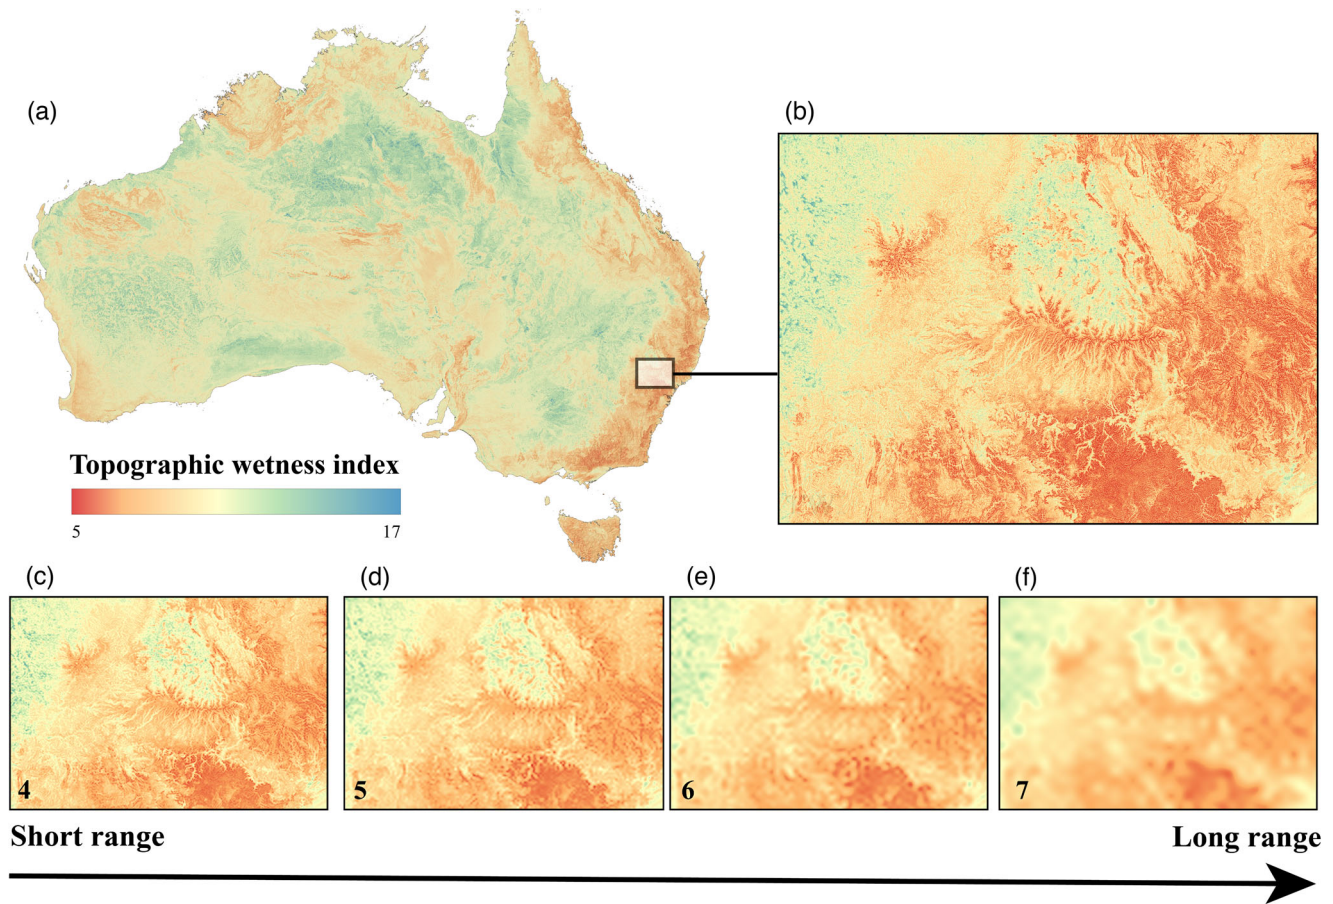 (a)
(b)
Topographic wetness index
5 17
(c) (d) (e) (f)
4 5 6 7
Short range Long range